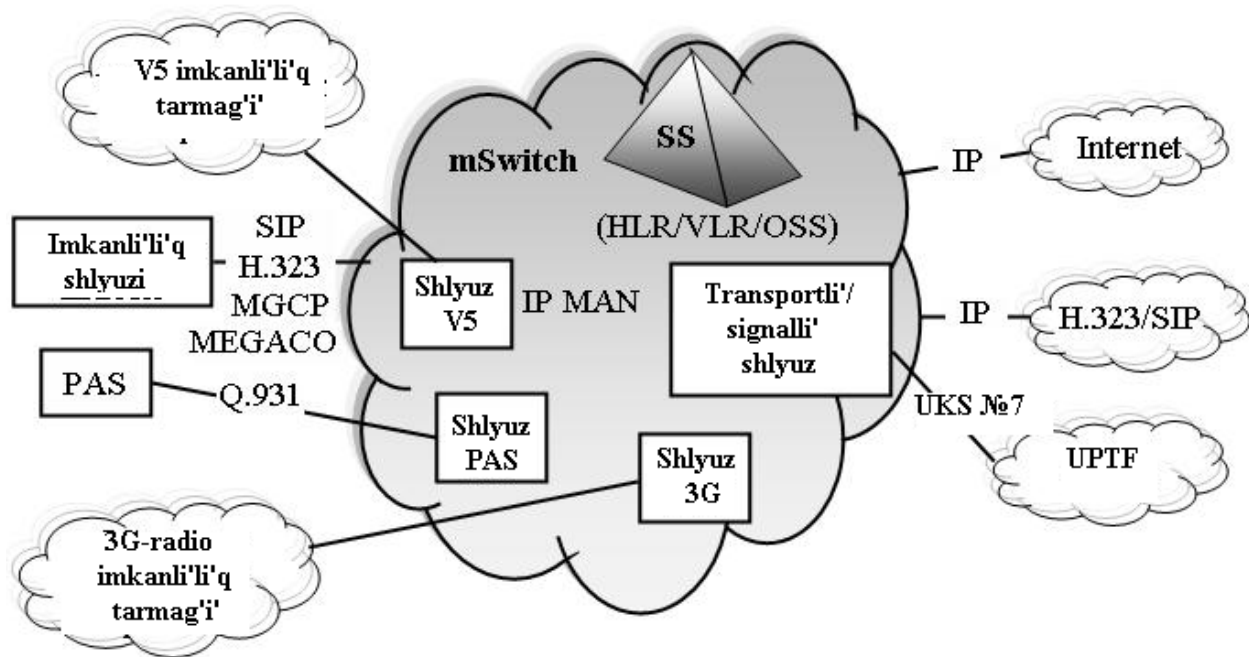 V5 imkanli'li'q
tarmag'i'
Imkanli'li'q
shlyuzi
SIP
H.323
MGCP
MEGACO
PAS
Q.931
3G-radio
imkanli'li'q
tarmag'i'
mSwitch
SS
(HLR/VLR/OSS)
Shlyuz
V5
IP MAN
Transportli'/
signalli'
shlyuz
Shlyuz
PAS
Shlyuz
3G
IP
Internet
IP
H.323/SIP
UKS №7
UPTF